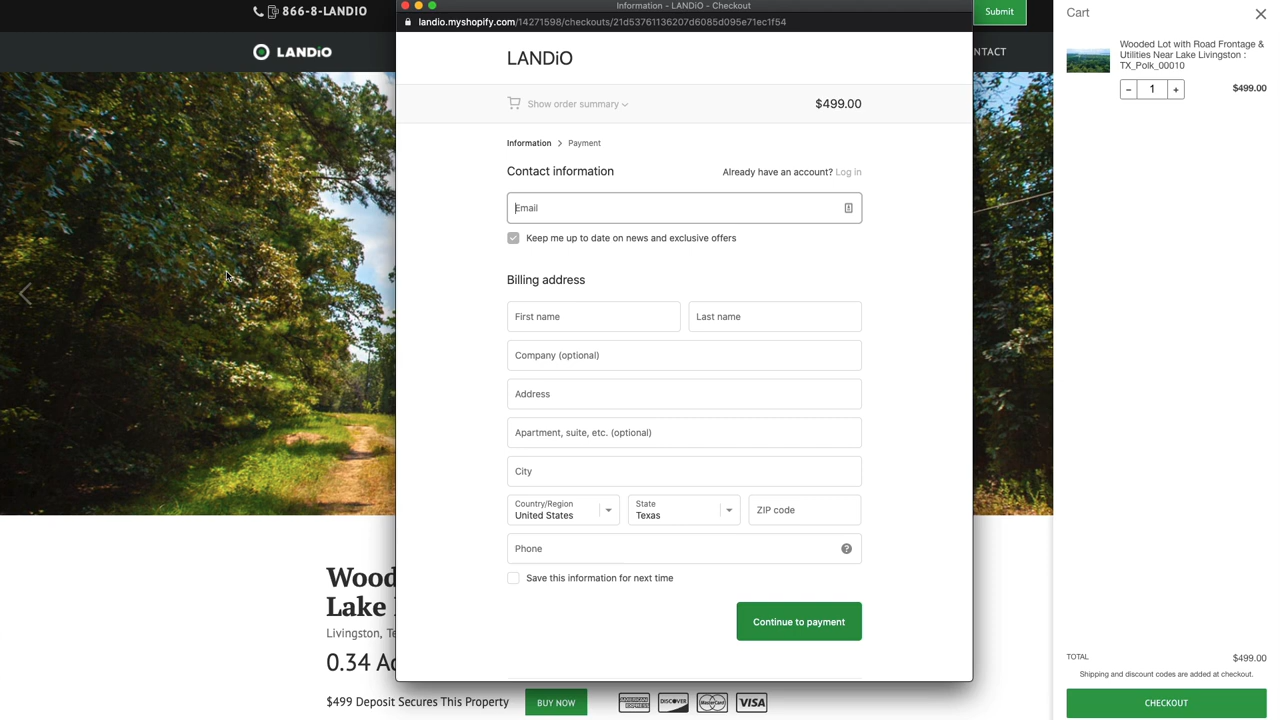 866-8-LANDIO
LANDiO
Information - LANDiO - Checkout
landio.myshopify.com/14271598/checkouts/21d53761136207d6085d095e71ec1f54
LANDiO
Show order summary
$499.00
Information > Payment
Contact information
Already have an account? Log in
Email
Keep me up to date on news and exclusive offers
Billing address
First name
Last name
Company (optional)
Address
Apartment, suite, etc. (optional)
City
Country/Region
United States
State
Texas
ZIP code
Phone
?
Save this information for next time
Continue to payment
Submit
NTACT
Cart
Wooded Lot with Road Frontage &
Utilities Near Lake Livingston :
TX_Polk_00010
- 1 +
$499.00
Wood
Lake
Livingston, Te
0.34 Ac
$499 Deposit Secures This Property
BUY NOW
AMERICAN EXPRESS
DISCOVER
MasterCard
VISA
TOTAL
$499.00
Shipping and discount codes are added at checkout.
CHECKOUT